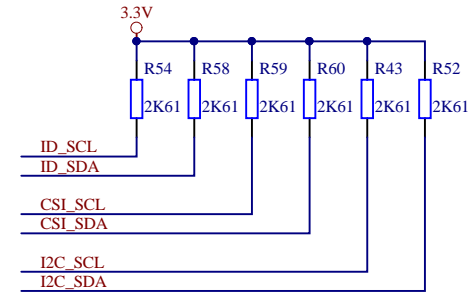 3.3V
R54 R58 R59 R60 R43 R52
2K61 2K61 2K61 2K61 2K61 2K61
ID_SCL
ID_SDA
CSI_SCL
CSI_SDA
I2C_SCL
I2C_SDA